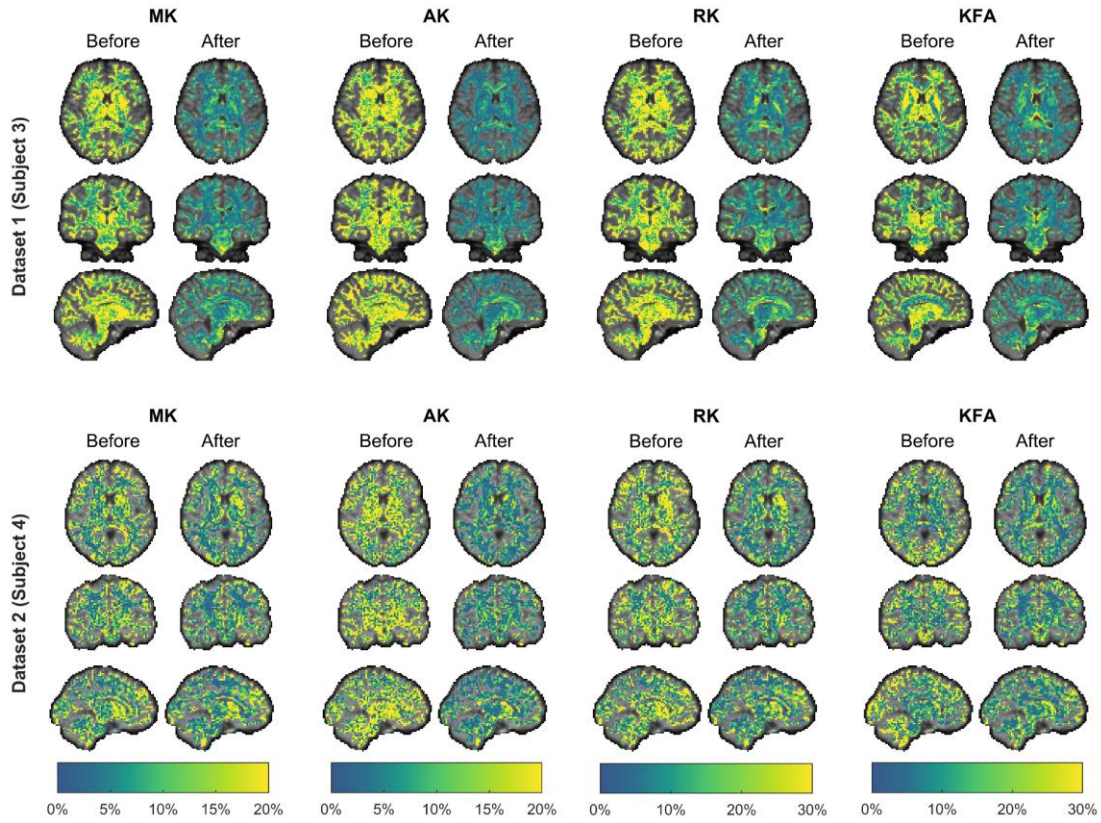 MK AK RK KFA
Before After Before After Before After Before After
Dataset 1 (Subject 3)
MK AK RK KFA
Before After Before After Before After Before After
Dataset 2 (Subject 4)
0% 5% 10% 15% 20% 0% 5% 10% 15% 20% 0% 10% 20% 30% 0% 10% 20% 30%